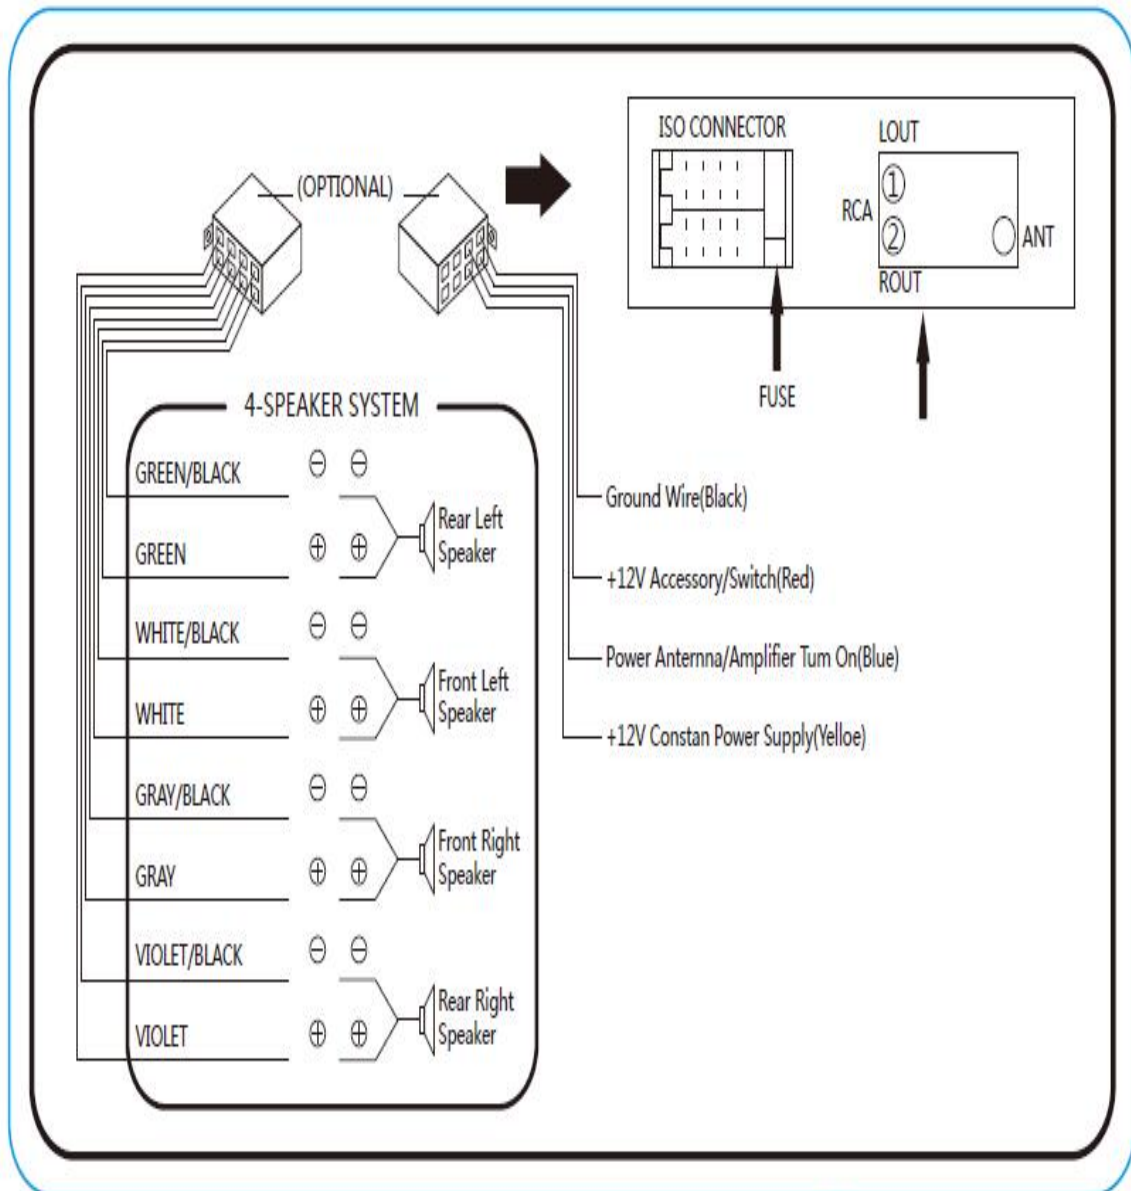 ISO CONNECTOR
LOUT
(OPTIONAL)
①
RCA
②
ANT
ROUT
FUSE
4-SPEAKER SYSTEM
GREEN/BLACK
GREEN
Rear Left
Speaker
WHITE/BLACK
WHITE
Front Left
Speaker
GRAY/BLACK
GRAY
Front Right
Speaker
VIOLET/BLACK
VIOLET
Rear Right
Speaker
Ground Wire(Black)
+12V Accessory/Switch(Red)
Power Anternna/Amplifier Tum On(Blue)
+12V Constan Power Supply(Yelloe)